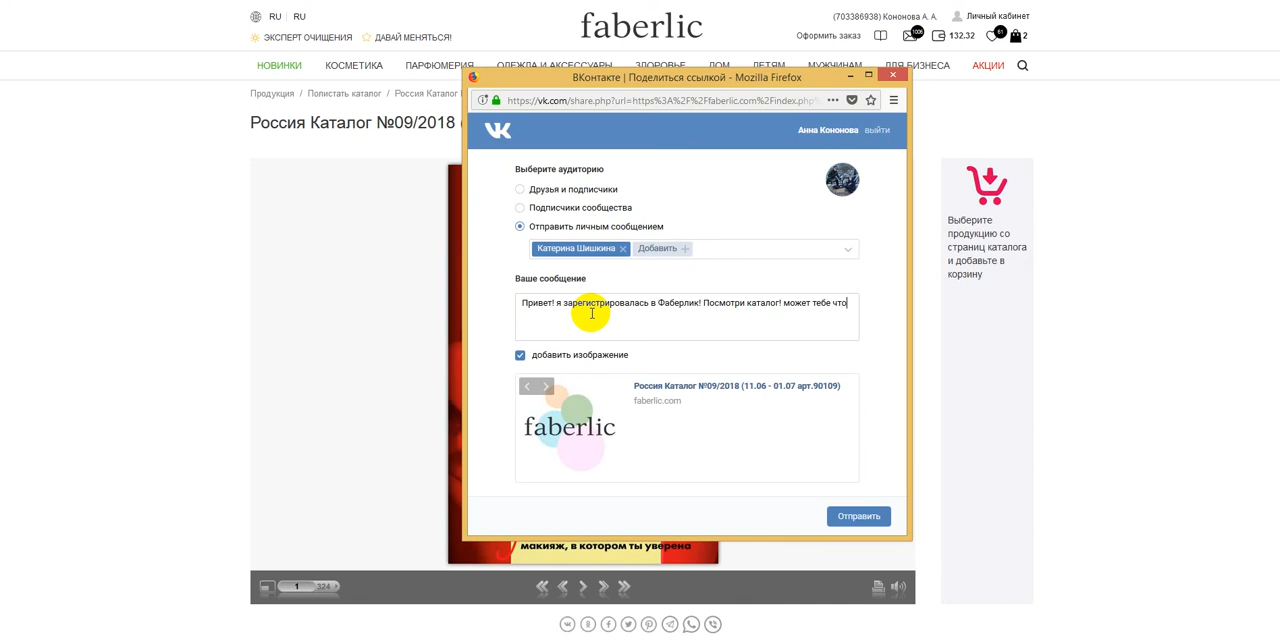 RU RU
faberlic
(703386938) Кононова А. А. Личный кабинет
ЭКСПЕРТ ОЧИЩЕНИЯ ДАВАЙ МЕНЯТЬСЯ!
Оформить заказ 1006 132.32 61 2
НОВИНКИ КОСМЕТИКА ПАРФЮМЕРИЯ ОДЕЖДА И АКСЕССУАРЫ ЗДОРОВЬЕ ДОМ ДЕТЯМ МУЖЧИНАМ ДЛЯ БИЗНЕСА АКЦИИ
ВКонтакте | Поделиться ссылкой - Mozilla Firefox
Продукция / Полистать каталог / Россия Каталог
https://vk.com/share.php?url=https%3A%2F%2Ffaberlic.com%2Findex.php%
Россия Каталог №09/2018 (
Анна Кононова выйти
Выберите аудиторию
Друзья и подписчики
Подписчики сообщества
Отправить личным сообщением
Катерина Шишкина Добавить
Ваше сообщение
Привет! я зарегистрировалась в Фаберлик! Посмотри каталог! может тебе что
добавить изображение
Россия Каталог №09/2018 (11.06 - 01.07 арт.90109)
faberlic.com
faberlic
Отправить
Выберите
продукцию со
страниц каталога
и добавьте в
корзину
макияж, в котором ты уверена
1 324